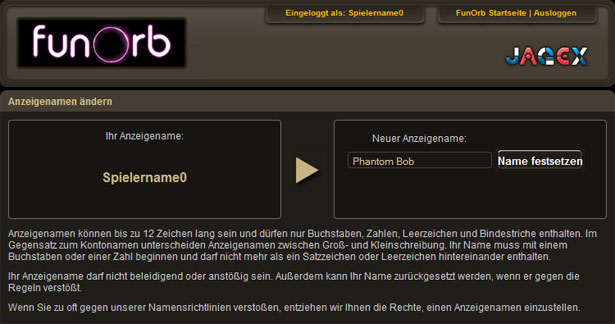 Eingeloggt als: Spielername0
FunOrb Startseite | Ausloggen
funOrb
JAGEX
Anzeigenamen ändern
Ihr Anzeigename:
Neuer Anzeigename:
Spielername0
Phantom Bob
Name festsetzen
Anzeigenamen können bis zu 12 Zeichen lang sein und dürfen nur Buchstaben, Zahlen, Leerzeichen und Bindestriche enthalten. Im
Gegensatz zum Kontonamen unterscheiden Anzeigenamen zwischen Groß- und Kleinschreibung. Ihr Name muss mit einem
Buchstaben oder einer Zahl beginnen und darf nicht mehr als ein Satzzeichen oder Leerzeichen hintereinander enthalten.
Ihr Anzeigename darf nicht beleidigend oder anstößig sein. Außerdem kann Ihr Name zurückgesetzt werden, wenn er gegen die
Regeln verstößt.
Wenn Sie zu oft gegen unserer Namensrichtlinien verstoßen, entziehen wir Ihnen die Rechte, einen Anzeigenamen einzustellen.